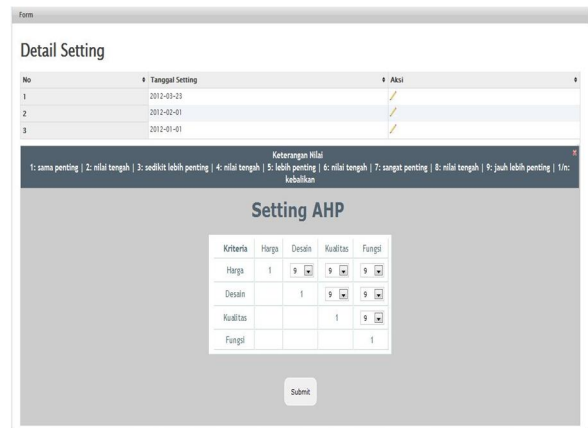 Form
Detail Setting
No Tanggal Setting Aksi
1 2012-03-23
2 2012-02-01
3 2012-01-01
Keterangan Nilai
1: sama penting | 2: nilai tengah | 3: sedikit lebih penting | 4: nilai tengah | 5: lebih penting | 6: nilai tengah | 7: sangat penting | 8: nilai tengah | 9: jauh lebih penting | 1/n:
kebalikan
Setting AHP
Kriteria Harga Desain Kualitas Fungsi
Harga 1 9 9 9
Desain 1 9 9
Kualitas 1 9
Fungsi 1
Submit